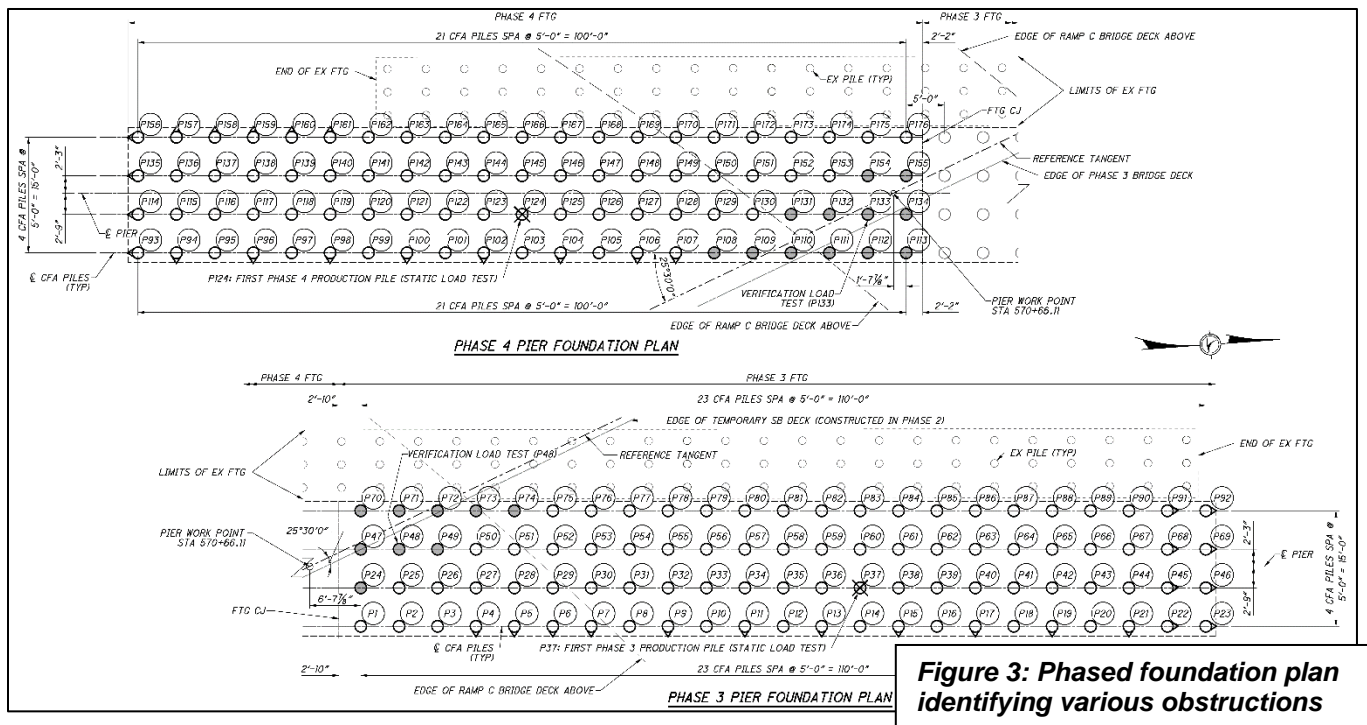 PHASE 4 FTG
PHASE 3 FTG
21 CFA PILES SPA @ 5'-0" = 100'-0"
2'-2"
EDGE OF RAMP C BRIDGE DECK ABOVE
END OF EX FTG
EX PILE (TYP)
LIMITS OF EX FTG
5'-0"
FTG CJ
P156 P157 P158 P159 P160 P161 P162 P163 P164 P165 P166 P167 P168 P169 P170 P171 P172 P173 P174 P175 P176
4 CFA PILES SPA @
5'-0" = 15'-0"
2'-3"
REFERENCE TANGENT
P135 P136 P137 P138 P139 P140 P141 P142 P143 P144 P145 P146 P147 P148 P149 P150 P151 P152 P153 P154 P155
EDGE OF PHASE 3 BRIDGE DECK
P114 P115 P116 P117 P118 P119 P120 P121 P122 P123 P124 P125 P126 P127 P128 P129 P130 P131 P132 P133 P134
2'-9"
℄ PIER
P93 P94 P95 P96 P97 P98 P99 P100 P101 P102 P103 P104 P105 P106 P107 P108 P109 P110 P111 P112 P113
℄ CFA PILES
(TYP)
P124: FIRST PHASE 4 PRODUCTION PILE (STATIC LOAD TEST)
25°30'0"
1'-7⅞"
VERIFICATION LOAD
TEST (P133)
PIER WORK POINT
STA 570+66.11
21 CFA PILES SPA @ 5'-0" = 100'-0"
2'-2"
EDGE OF RAMP C BRIDGE DECK ABOVE
PHASE 4 PIER FOUNDATION PLAN
PHASE 4 FTG
PHASE 3 FTG
2'-10"
23 CFA PILES SPA @ 5'-0" = 110'-0"
EDGE OF TEMPORARY SB DECK (CONSTRUCTED IN PHASE 2)
VERIFICATION LOAD TEST (P48)
REFERENCE TANGENT
END OF EX FTG
LIMITS OF EX FTG
EX PILE (TYP)
P70 P71 P72 P73 P74 P75 P76 P77 P78 P79 P80 P81 P82 P83 P84 P85 P86 P87 P88 P89 P90 P91 P92
PIER WORK POINT
STA 570+66.11
25°30'0"
P47 P48 P49 P50 P51 P52 P53 P54 P55 P56 P57 P58 P59 P60 P61 P62 P63 P64 P65 P66 P67 P68 P69
2'-3"
℄ PIER
4 CFA PILES SPA @
5'-0" = 15'-0"
P24 P25 P26 P27 P28 P29 P30 P31 P32 P33 P34 P35 P36 P37 P38 P39 P40 P41 P42 P43 P44 P45 P46
6'-7⅞"
2'-9"
FTG CJ
P1 P2 P3 P4 P5 P6 P7 P8 P9 P10 P11 P12 P13 P14 P15 P16 P17 P18 P19 P20 P21 P22 P23
℄ CFA PILES
(TYP)
P37: FIRST PHASE 3 PRODUCTION PILE (STATIC LOAD TEST)
2'-10"
23 CFA PILES SPA @ 5'-0" = 110'-0"
EDGE OF RAMP C BRIDGE DECK ABOVE
PHASE 3 PIER FOUNDATION PLAN
Figure 3: Phased foundation plan
identifying various obstructions